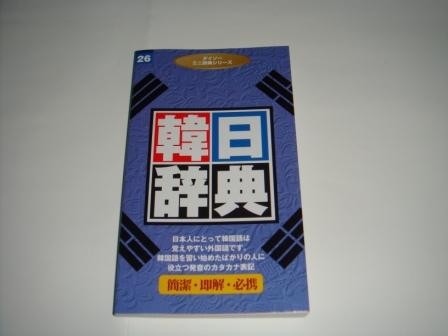 26
ダイソー
ミニ辞典シリーズ
韓日
辞典
日本人にとって韓国語は
覚えやすい外国語です。
韓国語を習い始めたばかりの人に
役立つ発音のカタカナ表記
簡潔・即解・必携